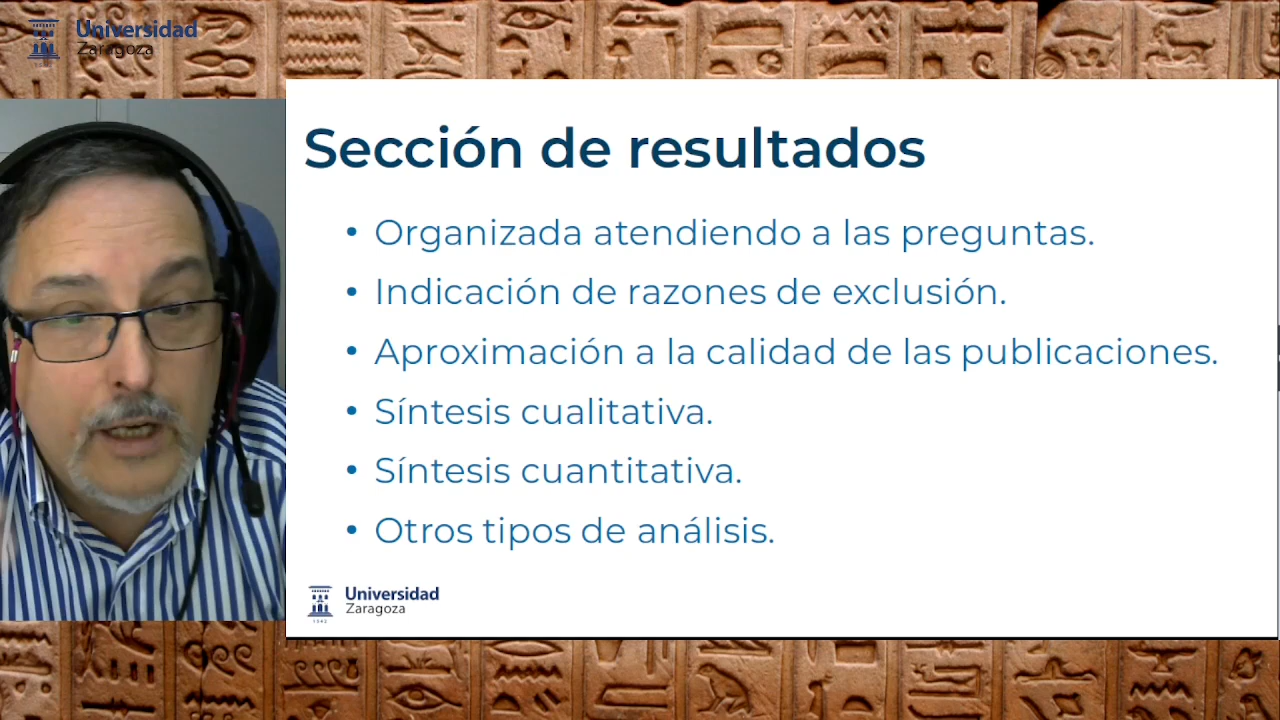 Universidad
Zaragoza
Sección de resultados
• Organizada atendiendo a las preguntas.
• Indicación de razones de exclusión.
• Aproximación a la calidad de las publicaciones.
• Síntesis cualitativa.
• Síntesis cuantitativa.
• Otros tipos de análisis.
Universidad
Zaragoza
1542